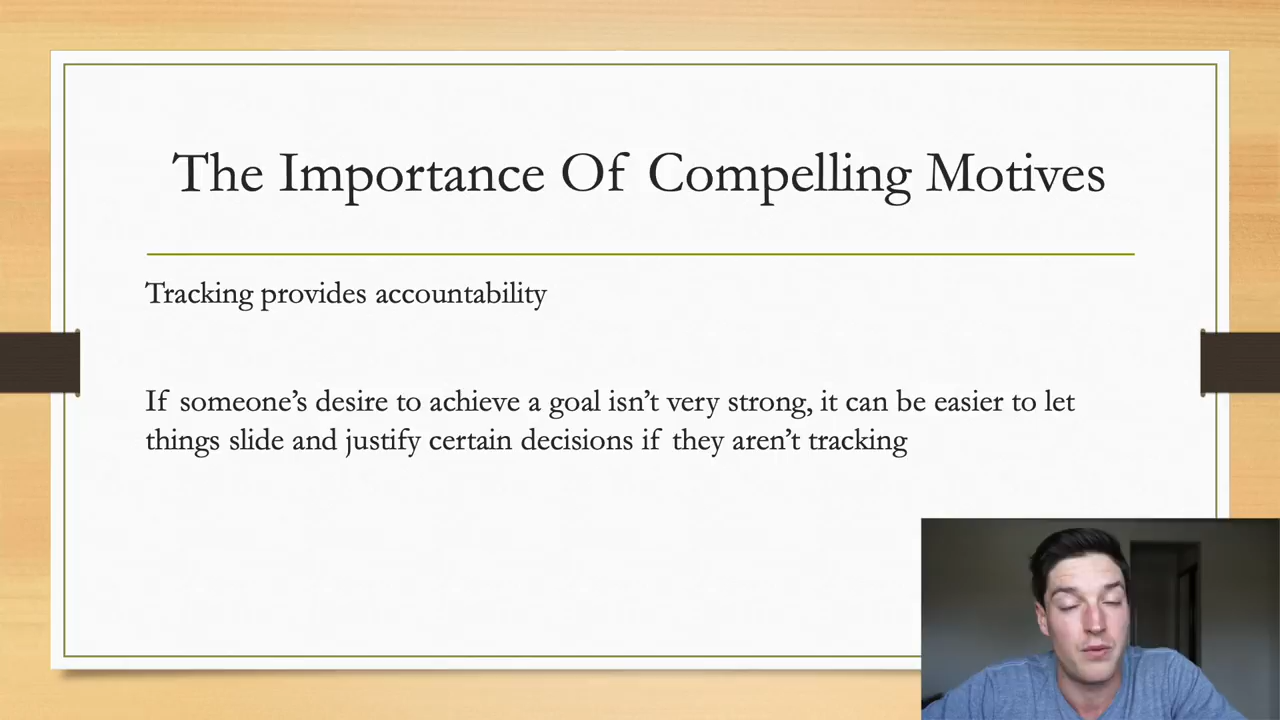 The Importance Of Compelling Motives
Tracking provides accountability
If someone’s desire to achieve a goal isn’t very strong, it can be easier to let
things slide and justify certain decisions if they aren’t tracking